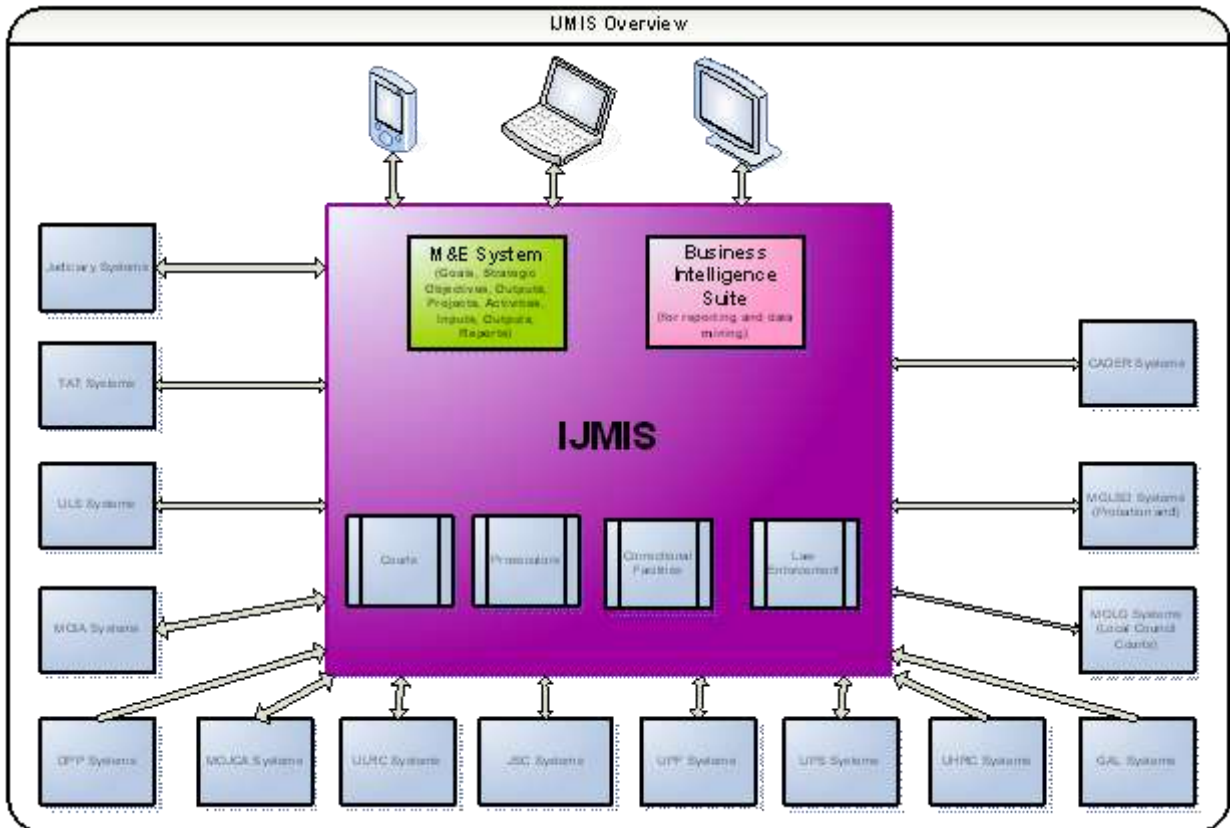 IJMIS Overview
M&E System
(Goals, Strategic
Objectives, Outputs,
Projects, Activities,
Inputs, Outputs,
Reports)
Business
Intelligence
Suite
(for reporting and data
mining)
Judiciary Systems
TAT Systems
CADER Systems
IJMIS
ULS Systems
MGLSD Systems
(Probation and)
Courts
Prosecutors
Correctional
Facilities
Law
Enforcement
MOIA Systems
MOLG Systems
(Local Council
Courts)
DPP Systems
MOJCA Systems
ULRC Systems
JSC Systems
UPF Systems
UPS Systems
UHRC Systems
GAL Systems